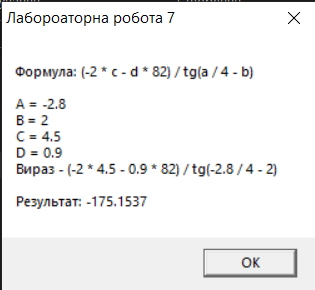 Лабороаторна робота 7
Формула: (-2 * c - d * 82) / tg(a / 4 - b)
A = -2.8
B = 2
C = 4.5
D = 0.9
Вираз - (-2 * 4.5 - 0.9 * 82) / tg(-2.8 / 4 - 2)
Результат: -175.1537
OK